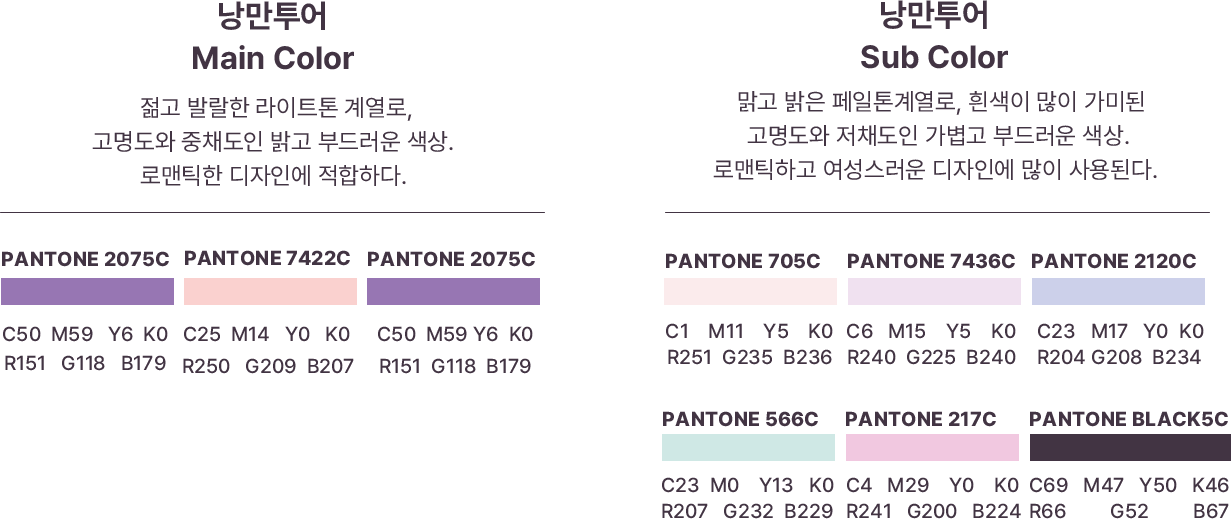 낭만투어
Main Color
젊고 발랄한 라이트톤 계열로,
고명도와 중채도인 밝고 부드러운 색상.
로맨틱한 디자인에 적합하다.
PANTONE 2075C PANTONE 7422C PANTONE 2075C
C50 M59 Y6 K0 C25 M14 Y0 K0 C50 M59 Y6 K0
R151 G118 B179 R250 G209 B207 R151 G118 B179
낭만투어
Sub Color
맑고 밝은 페일톤계열로, 흰색이 많이 가미된
고명도와 저채도인 가볍고 부드러운 색상.
로맨틱하고 여성스러운 디자인에 많이 사용된다.
PANTONE 705C PANTONE 7436C PANTONE 2120C
C1 M11 Y5 K0 C6 M15 Y5 K0 C23 M17 Y0 K0
R251 G235 B236 R240 G225 B240 R204 G208 B234
PANTONE 566C PANTONE 217C PANTONE BLACK5C
C23 M0 Y13 K0 C4 M29 Y0 K0 C69 M47 Y50 K46
R207 G232 B229 R241 G200 B224 R66 G52 B67